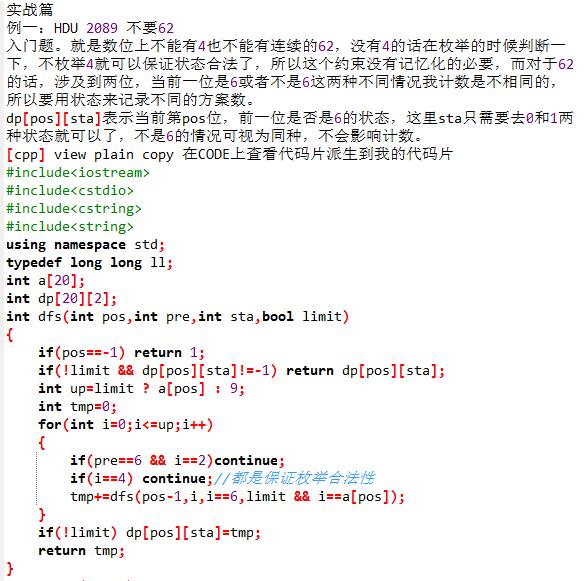 实战篇
例一：HDU 2089 不要62
入门题。就是数位上不能有4也不能有连续的62，没有4的话在枚举的时候判断一
下，不枚举4就可以保证状态合法了，所以这个约束没有记忆化的必要，而对于62
的话，涉及到两位，当前一位是6或者不是6这两种不同情况我计数是不相同的，
所以要用状态来记录不同的方案数。
dp[pos][sta]表示当前第pos位，前一位是否是6的状态，这里sta只需要去0和1两
种状态就可以了，不是6的情况可视为同种，不会影响计数。
[cpp] view plain copy 在CODE上查看代码片派生到我的代码片
#include<iostream>
#include<cstdio>
#include<cstring>
#include<string>
using namespace std;
typedef long long ll;
int a[20];
int dp[20][2];
int dfs(int pos,int pre,int sta,bool limit)
{
    if(pos==-1) return 1;
    if(!limit && dp[pos][sta]!=-1) return dp[pos][sta];
    int up=limit ? a[pos] : 9;
    int tmp=0;
    for(int i=0;i<=up;i++)
    {
        if(pre==6 && i==2)continue;
        if(i==4) continue;//都是保证枚举合法性
        tmp+=dfs(pos-1,i,i==6,limit && i==a[pos]);
    }
    if(!limit) dp[pos][sta]=tmp;
    return tmp;
}